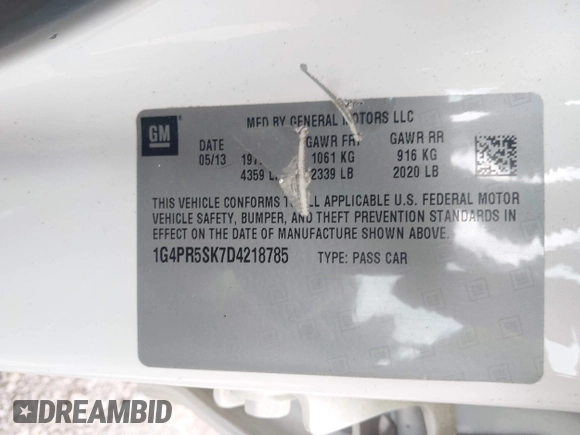 MFD BY GENERAL MOTORS LLC
GM
DATE GAWR FRT GAWR RR
05/13 1061 KG 916 KG
4359 LB 2339 LB 2020 LB
THIS VEHICLE CONFORMS TO ALL APPLICABLE U.S. FEDERAL MOTOR
VEHICLE SAFETY, BUMPER, AND THEFT PREVENTION STANDARDS IN
EFFECT ON THE DATE OF MANUFACTURE SHOWN ABOVE.
1G4PR5SK7D4218785 TYPE: PASS CAR
DREAMBID